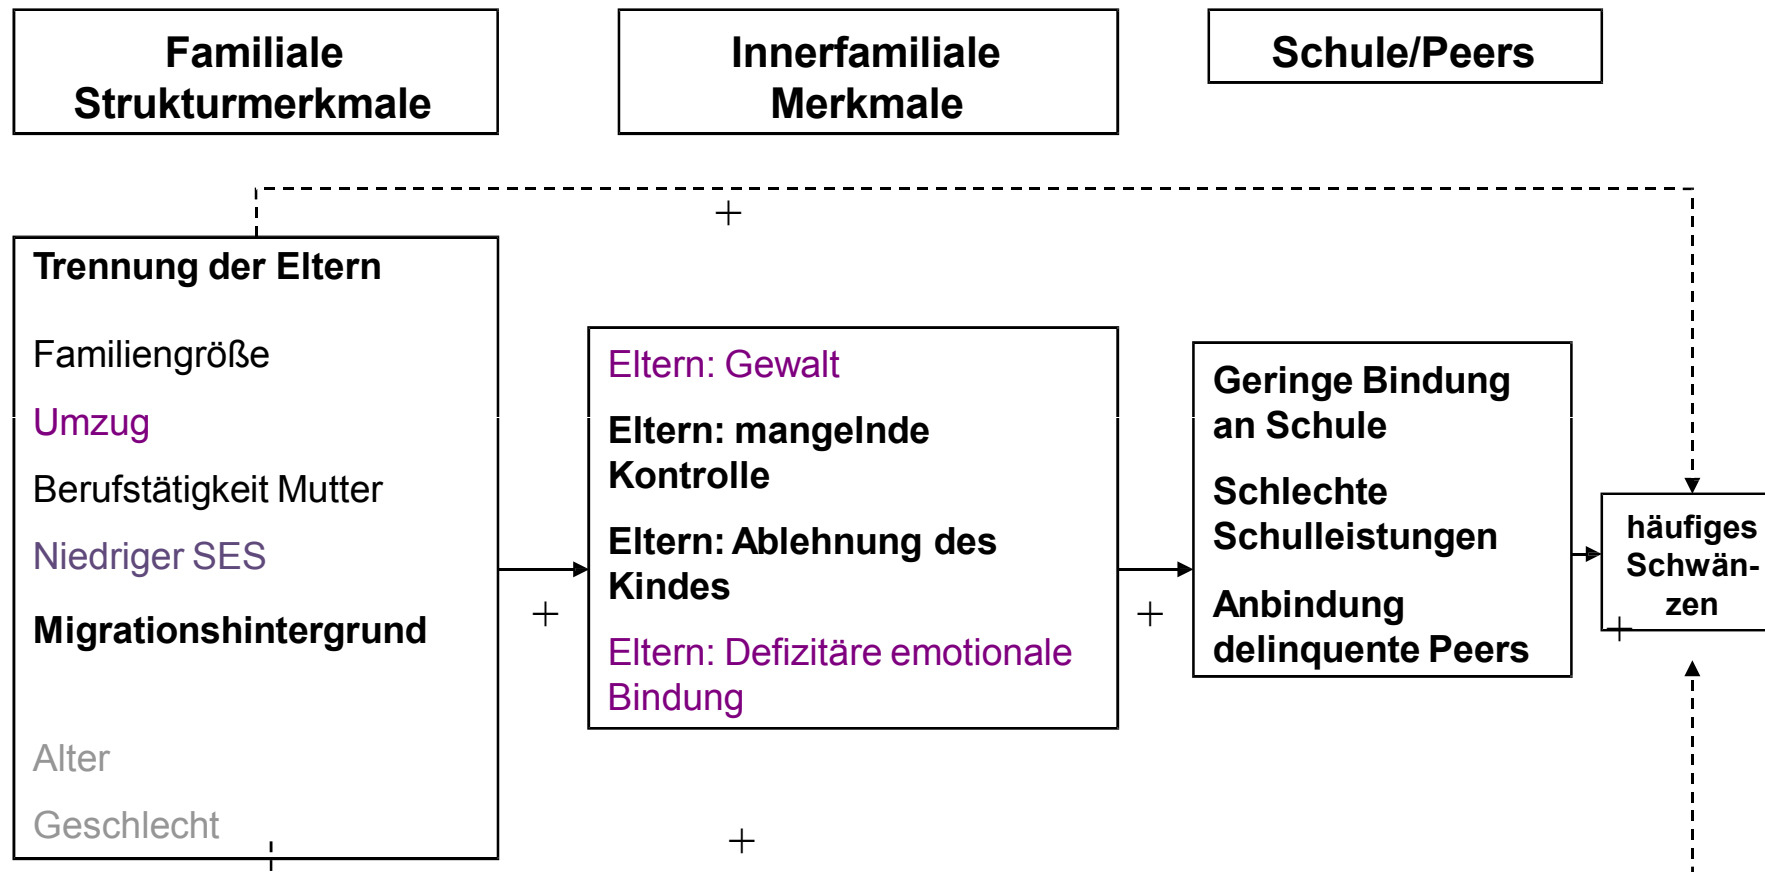 Familiale
Strukturmerkmale
Innerfamiliale
Merkmale
Schule/Peers
+
Trennung der Eltern
Familiengröße
Umzug
Berufstätigkeit Mutter
Niedriger SES
Migrationshintergrund
Alter
Geschlecht
+
Eltern: Gewalt
Eltern: mangelnde
Kontrolle
Eltern: Ablehnung des
Kindes
Eltern: Defizitäre emotionale
Bindung
+
Geringe Bindung
an Schule
Schlechte
Schulleistungen
Anbindung
delinquente Peers
häufiges
Schwän-
zen
+
+